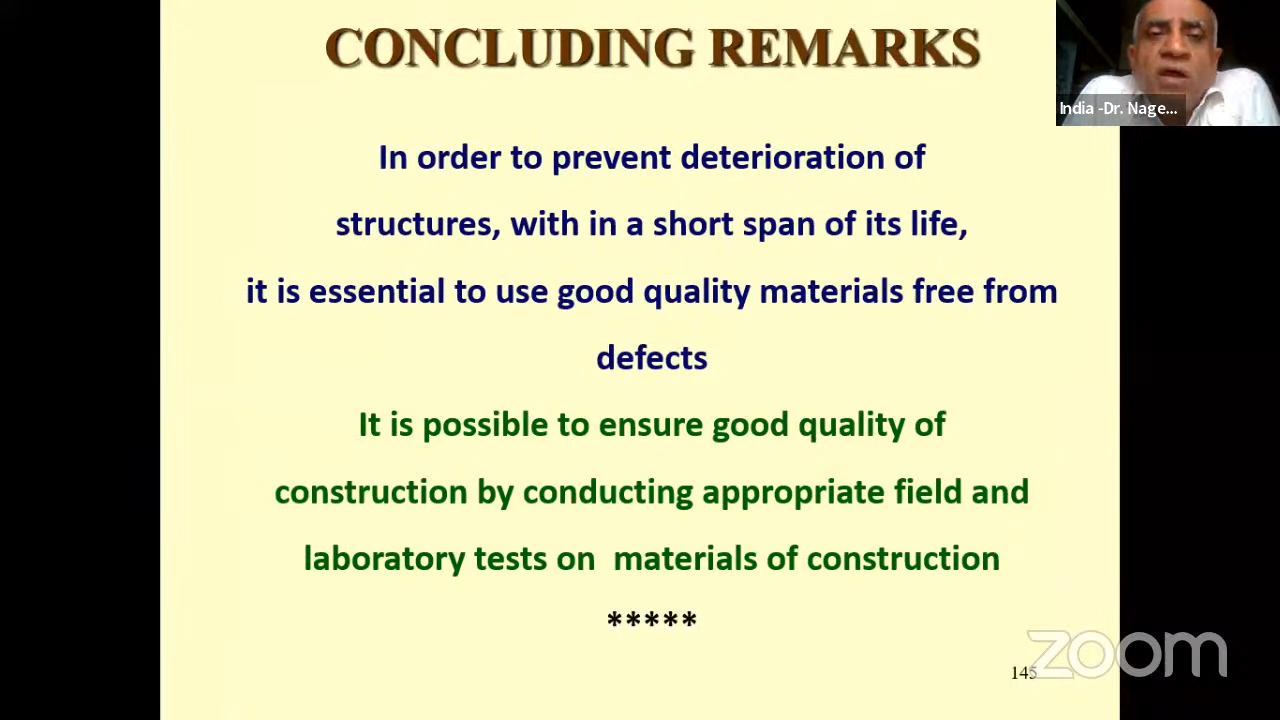 CONCLUDING REMARKS
India -Dr. Nage...
In order to prevent deterioration of
structures, with in a short span of its life,
it is essential to use good quality materials free from
defects
It is possible to ensure good quality of
construction by conducting appropriate field and
laboratory tests on  materials of construction
*****
zoom
145